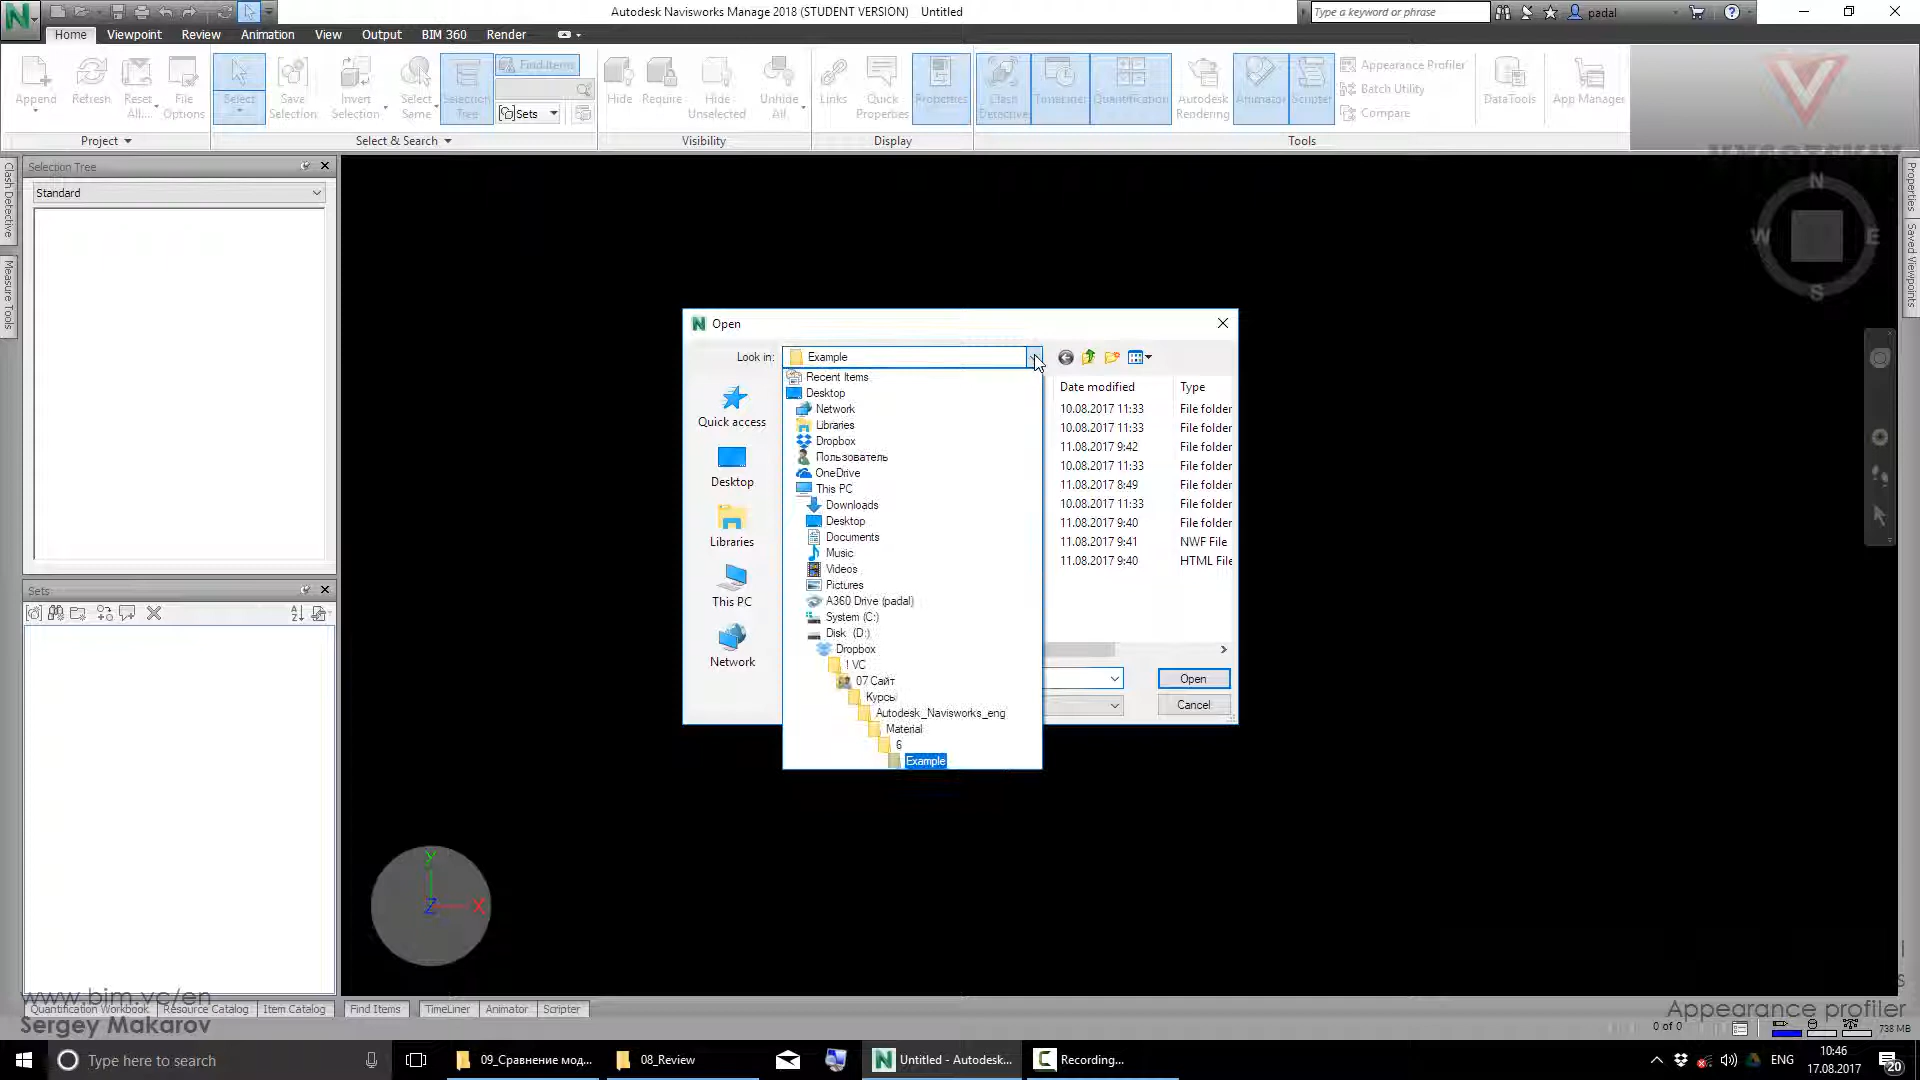 Autodesk Navisworks Manage 2018 (STUDENT VERSION) Untitled
Type a keyword or phrase
padal
Home Viewpoint Review Animation View Output BIM 360 Render
Append
Refresh
Reset All...
File Options
Select
Save Selection
Invert Selection
Select Same
Selection Tree
Find Items
Sets
Hide
Require
Hide Unselected
Unhide All
Links
Quick Properties
Properties
Clash Detective
TimeLiner
Quantification
Autodesk Rendering
Animator
Scripter
Appearance Profiler
Batch Utility
Compare
DataTools
App Manager
Project
Select & Search
Visibility
Display
Tools
Clash Detective
Measure Tools
Selection Tree
Standard
Sets
Properties
Saved Viewpoints
N
W
E
S
Open
Look in:
Example
Recent Items
Desktop
Network
Libraries
Dropbox
Пользователь
OneDrive
This PC
Downloads
Desktop
Documents
Music
Videos
Pictures
A360 Drive (padal)
System (C:)
Disk (D:)
Dropbox
! VC
07 Сайт
Курсы
Autodesk_Navisworks_eng
Material
6
Example
Quick access
Desktop
Libraries
This PC
Network
Date modified Type
10.08.2017 11:33 File folder
10.08.2017 11:33 File folder
11.08.2017 9:42 File folder
10.08.2017 11:33 File folder
11.08.2017 8:49 File folder
10.08.2017 11:33 File folder
11.08.2017 9:40 File folder
11.08.2017 9:41 NWF File
11.08.2017 9:40 HTML File
Open
Cancel
Y
Z
X
www.bim.vc/en
Quantification Workbook Resource Catalog Item Catalog Find Items TimeLiner Animator Scripter
Sergey Makarov
Appearance profiler
0 of 0
738 MB
Type here to search
09_Сравнение мод...
08_Review
Untitled - Autodesk...
Recording...
ENG
10:46
17.08.2017
20